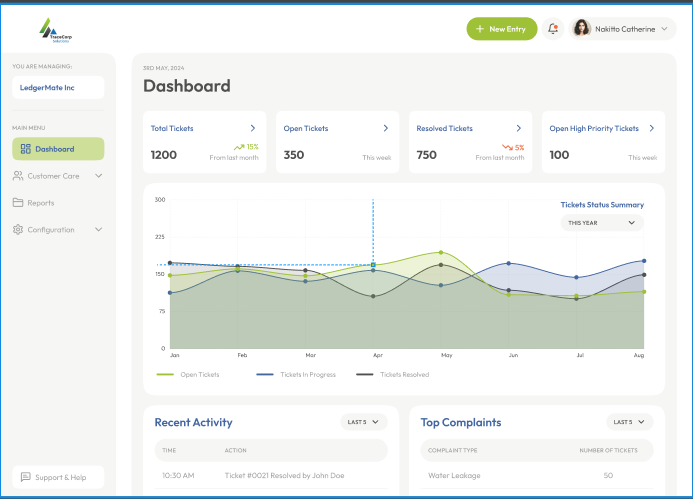 TraceCorp
Solutions
New Entry
Nakitto Catherine
YOU ARE MANAGING:
LedgerMate Inc
MAIN MENU
Dashboard
Customer Care
Reports
Configuration
Support & Help
3RD MAY, 2024
Dashboard
Total Tickets
1200
15%
From last month
Open Tickets
350
This week
Resolved Tickets
750
5%
From last month
Open High Priority Tickets
100
This week
Tickets Status Summary
THIS YEAR
300
225
150
75
0
Jan Feb Mar Apr May Jun Jul Aug
Open Tickets Tickets In Progress Tickets Resolved
Recent Activity
LAST 5
TIME ACTION
10:30 AM Ticket #0021 Resolved by John Doe
Top Complaints
LAST 5
COMPLAINT TYPE NUMBER OF TICKETS
Water Leakage 50